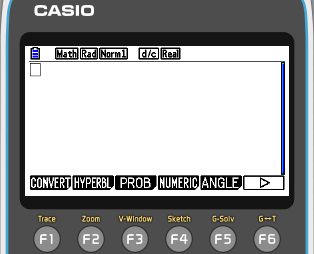 CASIO
Math Rad Norm1 d/c Real
CONVERT HYPERBL PROB NUMERIC ANGLE
Trace Zoom V-Window Sketch G-Solv G↔T
F1 F2 F3 F4 F5 F6